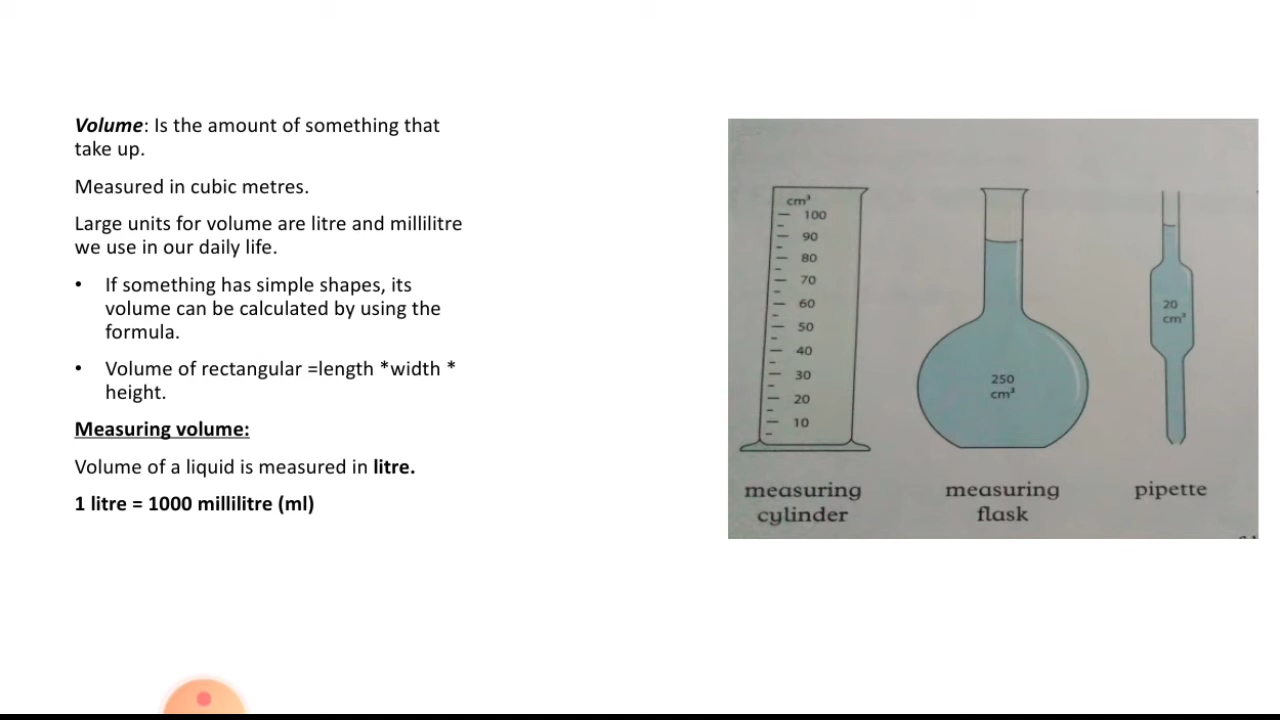 Volume: Is the amount of something that
take up.
Measured in cubic metres.
Large units for volume are litre and millilitre
we use in our daily life.
• If something has simple shapes, its
volume can be calculated by using the
formula.
• Volume of rectangular =length *width *
height.
Measuring volume:
Volume of a liquid is measured in litre.
1 litre = 1000 millilitre (ml)
cm³
100
90
80
70
60
50
40
30
20
10
measuring
cylinder
250
cm³
measuring
flask
20
cm³
pipette